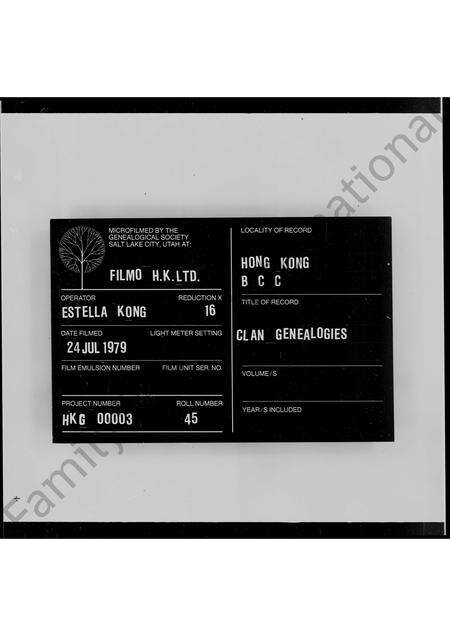 MICROFILMED BY THE
GENEALOGICAL SOCIETY
SALT LAKE CITY, UTAH AT:
FILMO H.K.LTD.
OPERATOR REDUCTION X
ESTELLA KONG 16
DATE FILMED LIGHT METER SETTING
24 JUL 1979
FILM EMULSION NUMBER FILM UNIT SER. NO.
PROJECT NUMBER ROLL NUMBER
HKG 00003 45
LOCALITY OF RECORD
HONG KONG
B C C
TITLE OF RECORD
CLAN GENEALOGIES
VOLUME/S
YEAR/S INCLUDED